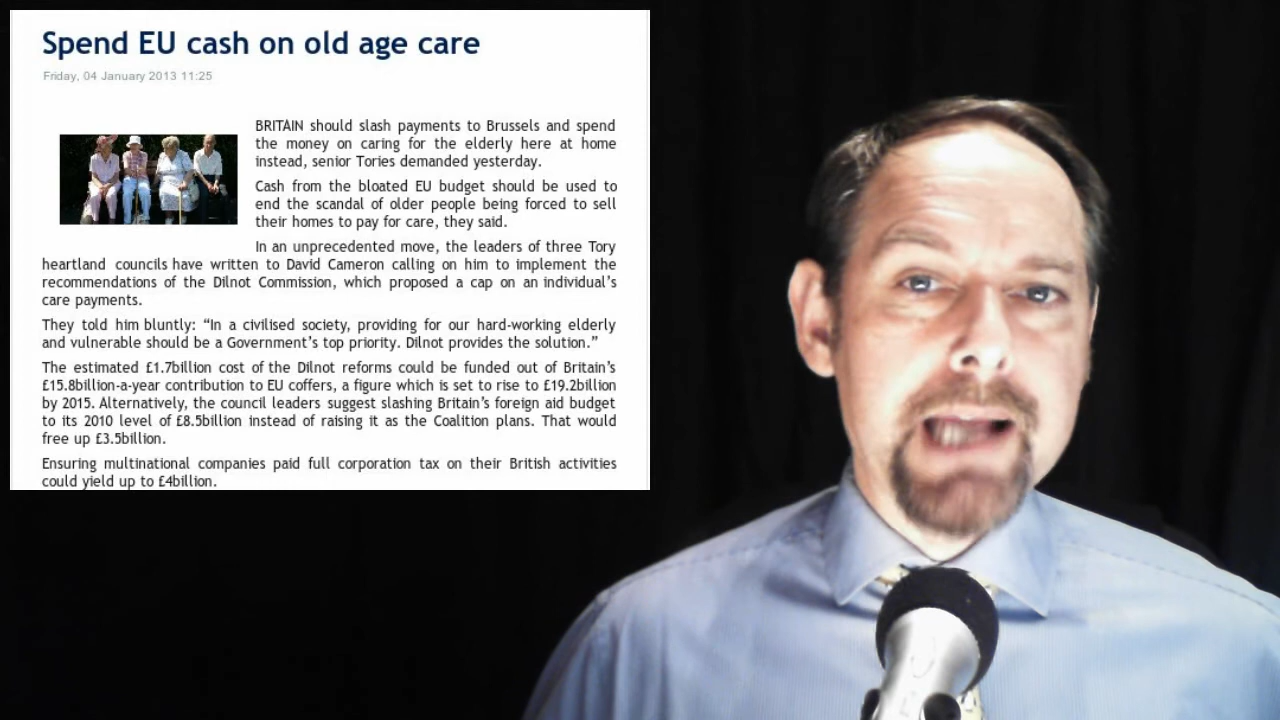 Spend EU cash on old age care
Friday, 04 January 2013 11:25
BRITAIN should slash payments to Brussels and spend
the money on caring for the elderly here at home
instead, senior Tories demanded yesterday.
Cash from the bloated EU budget should be used to
end the scandal of older people being forced to sell
their homes to pay for care, they said.
In an unprecedented move, the leaders of three Tory
heartland councils have written to David Cameron calling on him to implement the
recommendations of the Dilnot Commission, which proposed a cap on an individual’s
care payments.
They told him bluntly: “In a civilised society, providing for our hard-working elderly
and vulnerable should be a Government’s top priority. Dilnot provides the solution.”
The estimated £1.7billion cost of the Dilnot reforms could be funded out of Britain’s
£15.8billion-a-year contribution to EU coffers, a figure which is set to rise to £19.2billion
by 2015. Alternatively, the council leaders suggest slashing Britain’s foreign aid budget
to its 2010 level of £8.5billion instead of raising it as the Coalition plans. That would
free up £3.5billion.
Ensuring multinational companies paid full corporation tax on their British activities
could yield up to £4billion.